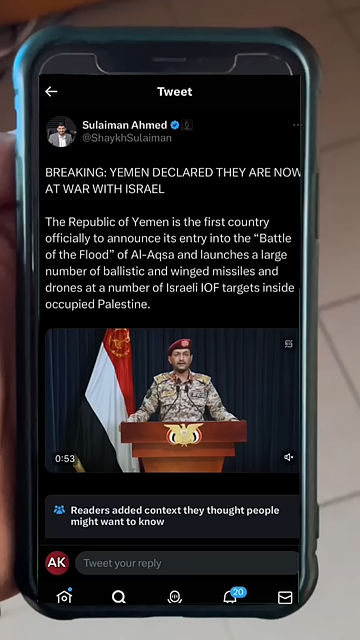 Tweet
Sulaiman Ahmed
@ShaykhSulaiman
BREAKING: YEMEN DECLARED THEY ARE NOW
AT WAR WITH ISRAEL
The Republic of Yemen is the first country
officially to announce its entry into the “Battle
of the Flood” of Al-Aqsa and launches a large
number of ballistic and winged missiles and
drones at a number of Israeli IOF targets inside
occupied Palestine.
0:53
Readers added context they thought people
might want to know
AK
Tweet your reply
20